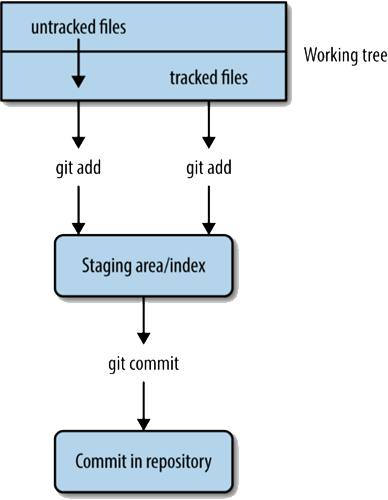 untracked files
Working tree
tracked files
git add
git add
Staging area/index
git commit
Commit in repository